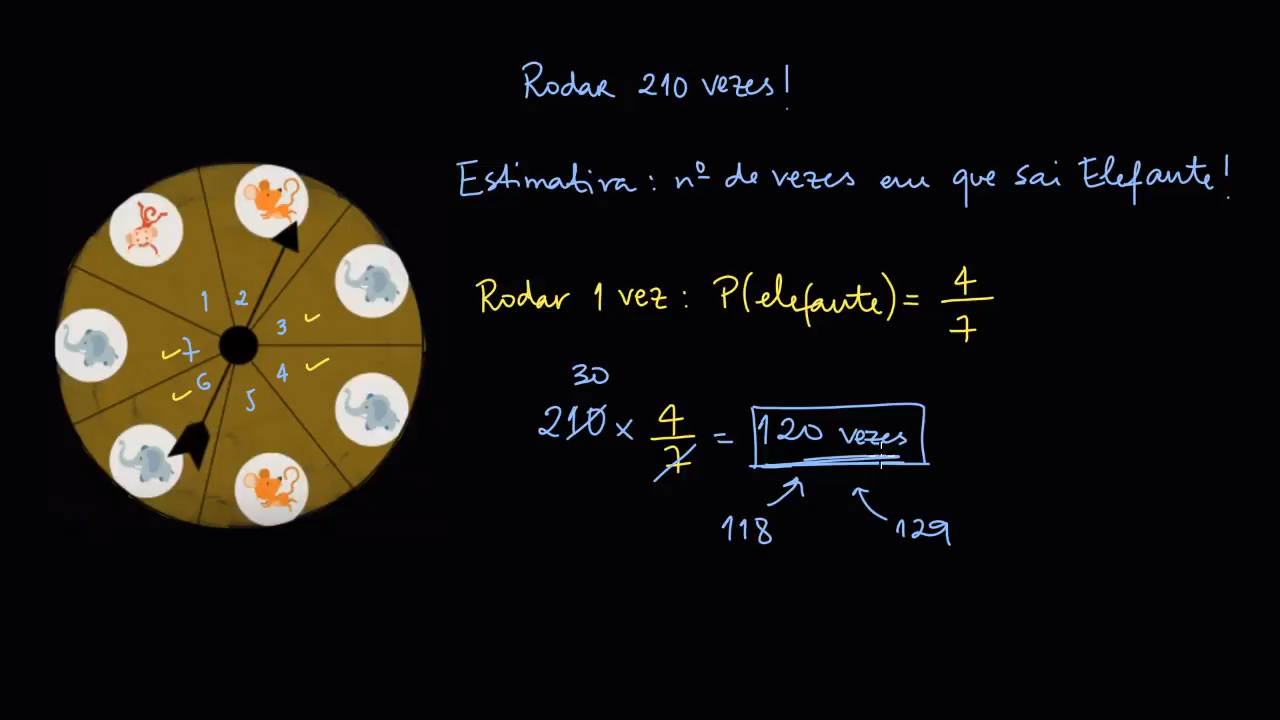 Rodar 210 vezes!
Estimativa: nº de vezes em que sai Elefante!
Rodar 1 vez: P(elefante) = 4/7
30
210 × 4/7 = 120 vezes
118 129
1 2
3
7 4
6 5